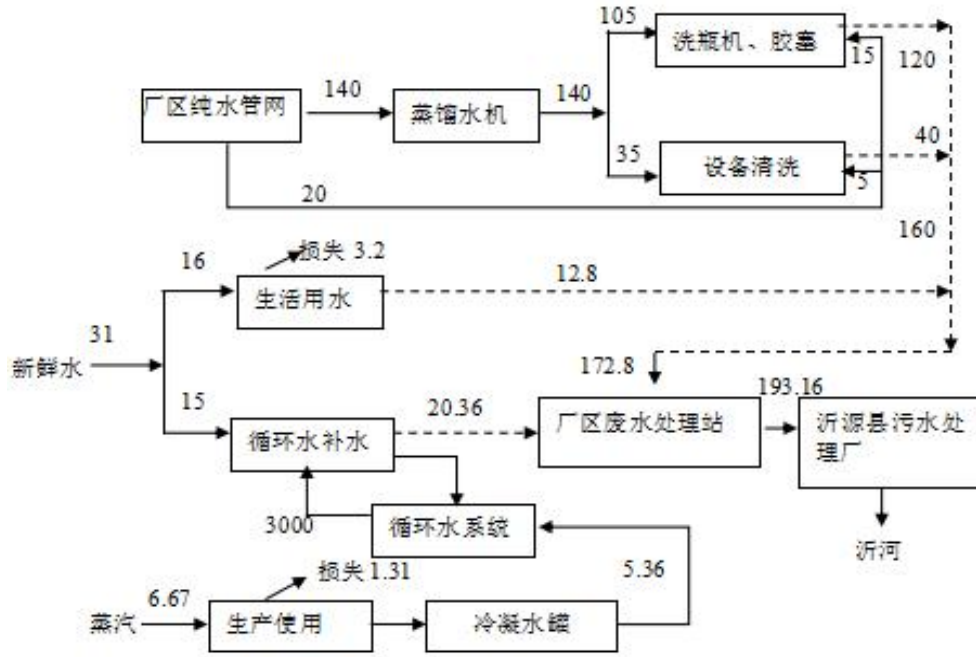 105
洗瓶机、胶塞
15
120
厂区纯水管网
140
蒸馏水机
140
35
设备清洗
40
5
20
160
损失 3.2
16
生活用水
12.8
31
新鲜水
172.8
193.16
15
循环水补水
20.36
厂区废水处理站
沂源县污水处
理厂
3000
循环水系统
沂河
损失 1.31
5.36
6.67
蒸汽
生产使用
冷凝水罐